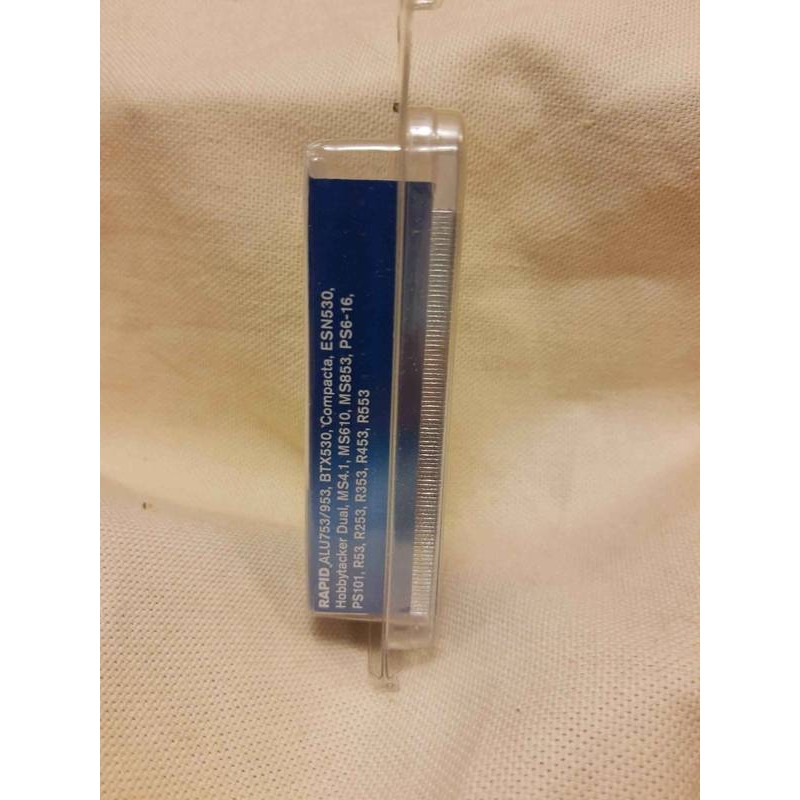 RAPID ALU753/953, BTX530, Compacta, ESN530,
Hobbytacker Dual, MS4.1, MS610, MS853, PS6-16,
PS101, R53, R253, R353, R453, R553